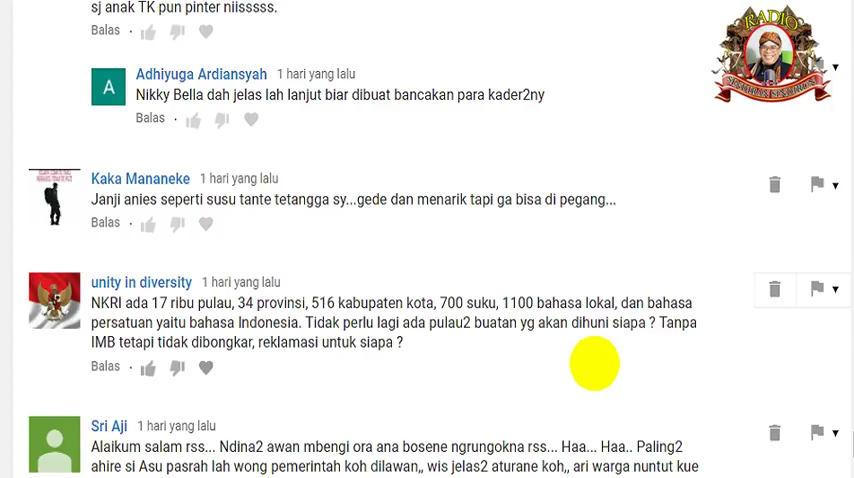 sj anak TK pun pinter niisssss.
Balas
RADIO
A
Adhiyuga Ardiansyah 1 hari yang lalu
Nikky Bella dah jelas lah lanjut biar dibuat bancakan para kader2ny
Balas
Kaka Mananeke 1 hari yang lalu
Janji anies seperti susu tante tetangga sy...gede dan menarik tapi ga bisa di pegang...
Balas
unity in diversity 1 hari yang lalu
NKRI ada 17 ribu pulau, 34 provinsi, 516 kabupaten kota, 700 suku, 1100 bahasa lokal, dan bahasa
persatuan yaitu bahasa Indonesia. Tidak perlu lagi ada pulau2 buatan yg akan dihuni siapa ? Tanpa
IMB tetapi tidak dibongkar, reklamasi untuk siapa ?
Balas
Sri Aji 1 hari yang lalu
Alaikum salam rss... Ndina2 awan mbengi ora ana bosene ngrungokna rss... Haa... Haa.. Paling2
ahire si Asu pasrah lah wong pemerintah koh dilawan,, wis jelas2 aturane koh,, ari warga nuntut kue